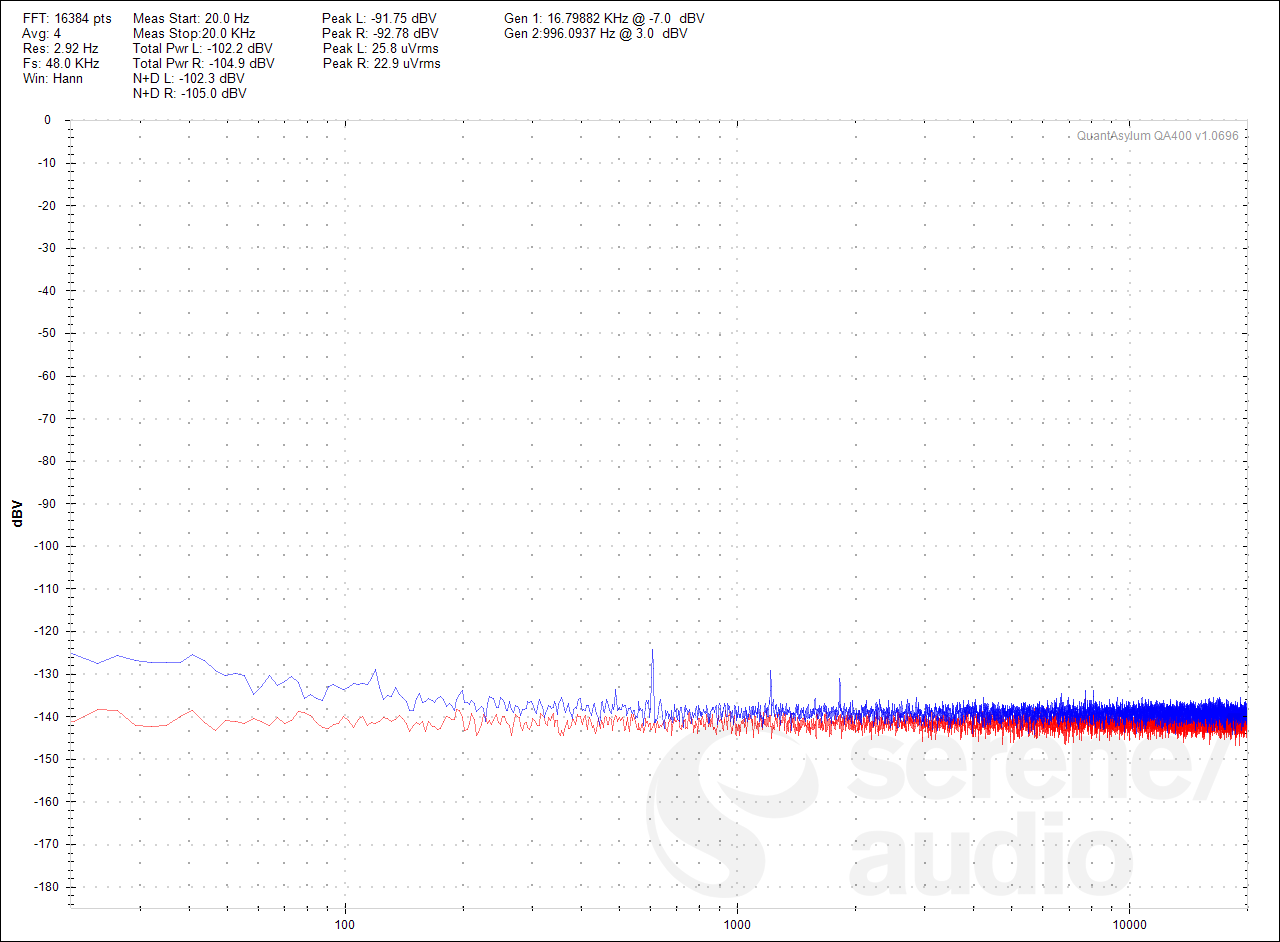 FFT: 16384 pts
Avg: 4
Res: 2.92 Hz
Fs: 48.0 KHz
Win: Hann
Meas Start: 20.0 Hz
Meas Stop:20.0 KHz
Total Pwr L: -102.2 dBV
Total Pwr R: -104.9 dBV
N+D L: -102.3 dBV
N+D R: -105.0 dBV
Peak L: -91.75 dBV
Peak R: -92.78 dBV
Peak L: 25.8 uVrms
Peak R: 22.9 uVrms
Gen 1: 16.79882 KHz @ -7.0 dBV
Gen 2:996.0937 Hz @ 3.0 dBV
QuantAsylum QA400 v1.0696
0
-10
-20
-30
-40
-50
-60
-70
-80
-90
-100
-110
-120
-130
-140
-150
-160
-170
-180
dBV
100
1000
10000
serene/
audio